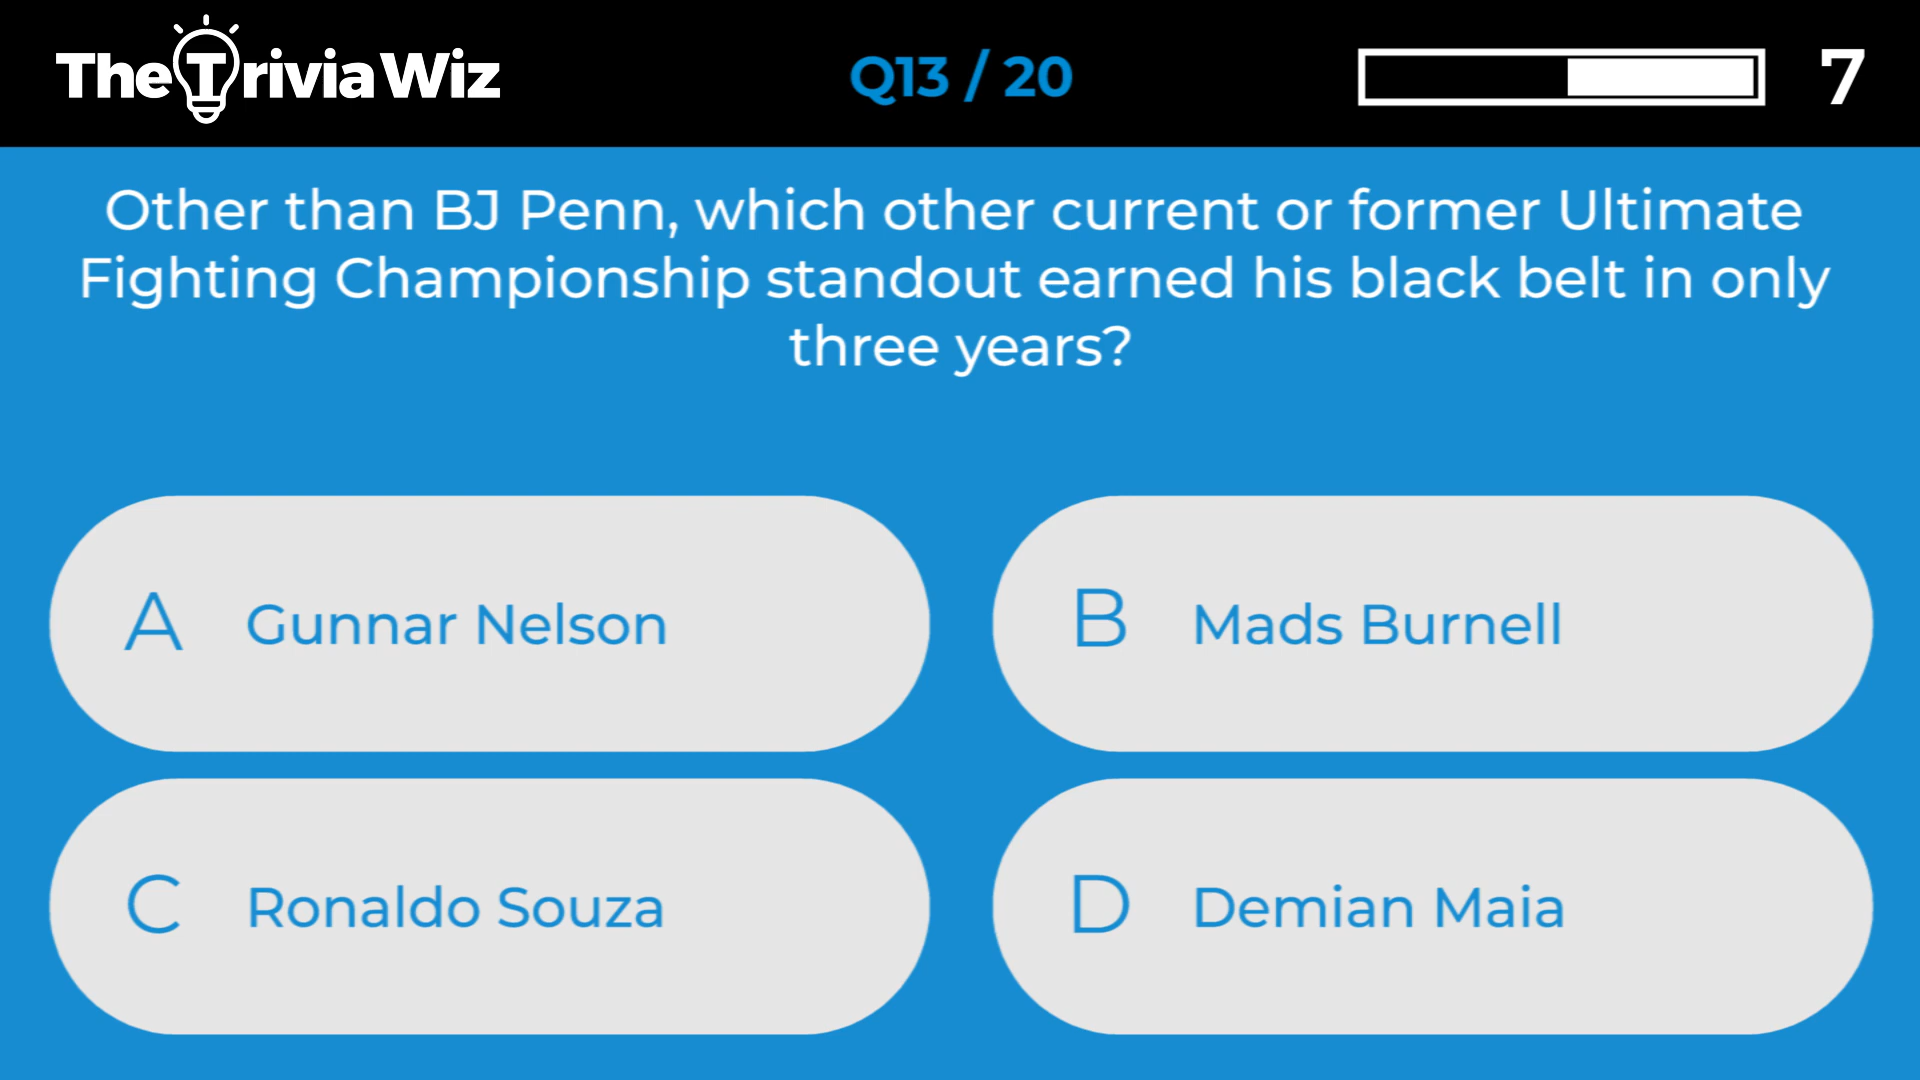 TheTriviaWiz
Q13 / 20
7
Other than BJ Penn, which other current or former Ultimate
Fighting Championship standout earned his black belt in only
three years?
A Gunnar Nelson
B Mads Burnell
C Ronaldo Souza
D Demian Maia